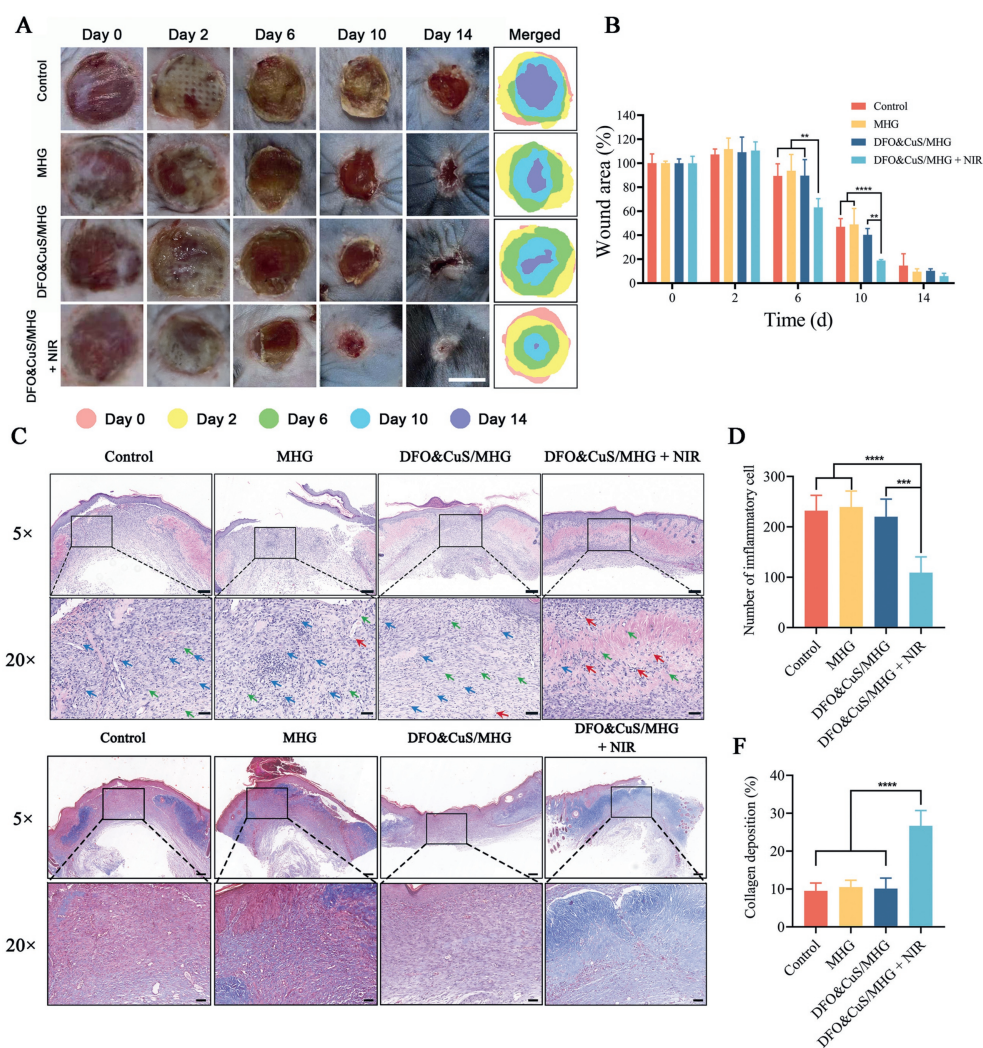 A
Day 0 Day 2 Day 6 Day 10 Day 14 Merged
Control
MHG
DFO&CuS/MHG
DFO&CuS/MHG
+ NIR
Day 0 Day 2 Day 6 Day 10 Day 14
B
Control
MHG
DFO&CuS/MHG
DFO&CuS/MHG + NIR
Wound area (%)
140
120
100
80
60
40
20
0
** **** **
0 2 6 10 14
Time (d)
C
Control MHG DFO&CuS/MHG DFO&CuS/MHG + NIR
5×
20×
Control MHG DFO&CuS/MHG DFO&CuS/MHG
+ NIR
5×
20×
D
Number of imflammatory cell
300
200
100
0
****
***
Control MHG DFO&CuS/MHG DFO&CuS/MHG + NIR
F
Collagen deposition (%)
40
30
20
10
0
****
Control MHG DFO&CuS/MHG DFO&CuS/MHG + NIR